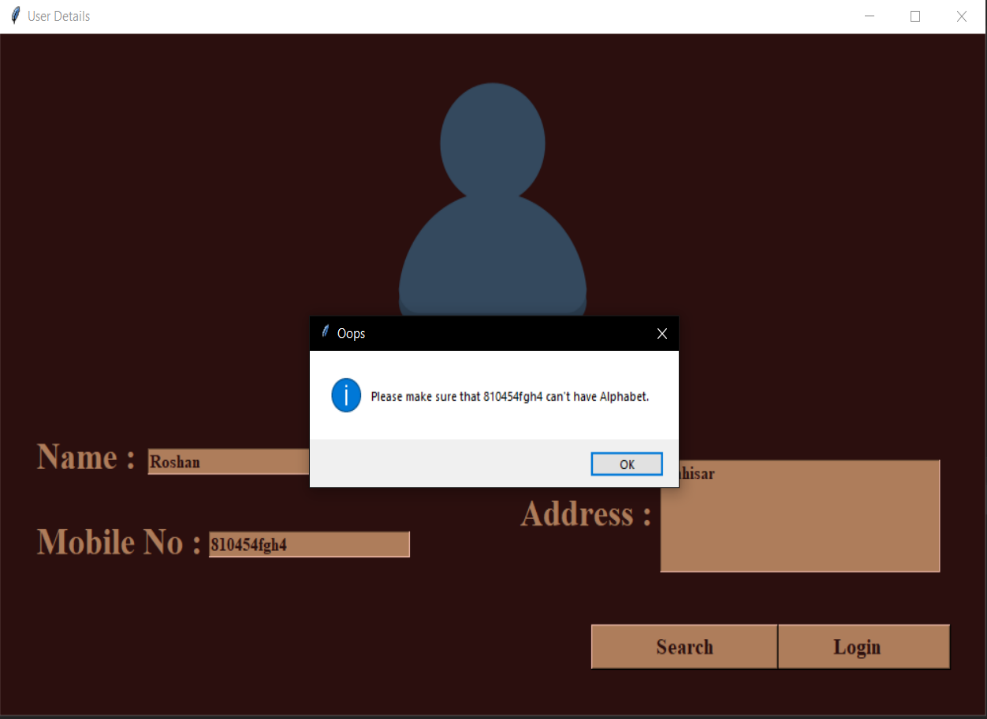 User Details
Oops
Please make sure that 810454fgh4 can't have Alphabet.
OK
Name : Roshan
Address :
Mobile No : 810454fgh4
Search Login